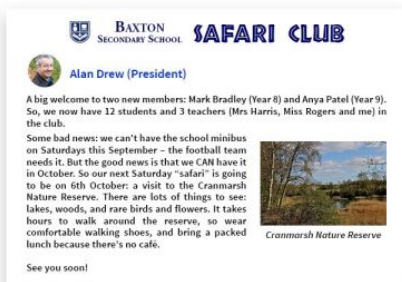 BAXTON
SECONDARY SCHOOL
SAFARI CLUB
Alan Drew (President)
A big welcome to two new members: Mark Bradley (Year 8) and Anya Patel (Year 9).
So, we now have 12 students and 3 teachers (Mrs Harris, Miss Rogers and me) in
the club.
Some bad news: we can't have the school minibus
on Saturdays this September – the football team
needs it. But the good news is that we CAN have it
in October. So our next Saturday "safari" is going
to be on 6th October: a visit to the Cranmarsh
Nature Reserve. There are lots of things to see:
lakes, woods, and rare birds and flowers. It takes
hours to walk around the reserve, so wear
comfortable walking shoes, and bring a packed
lunch because there's no café.
Cranmarsh Nature Reserve
See you soon!